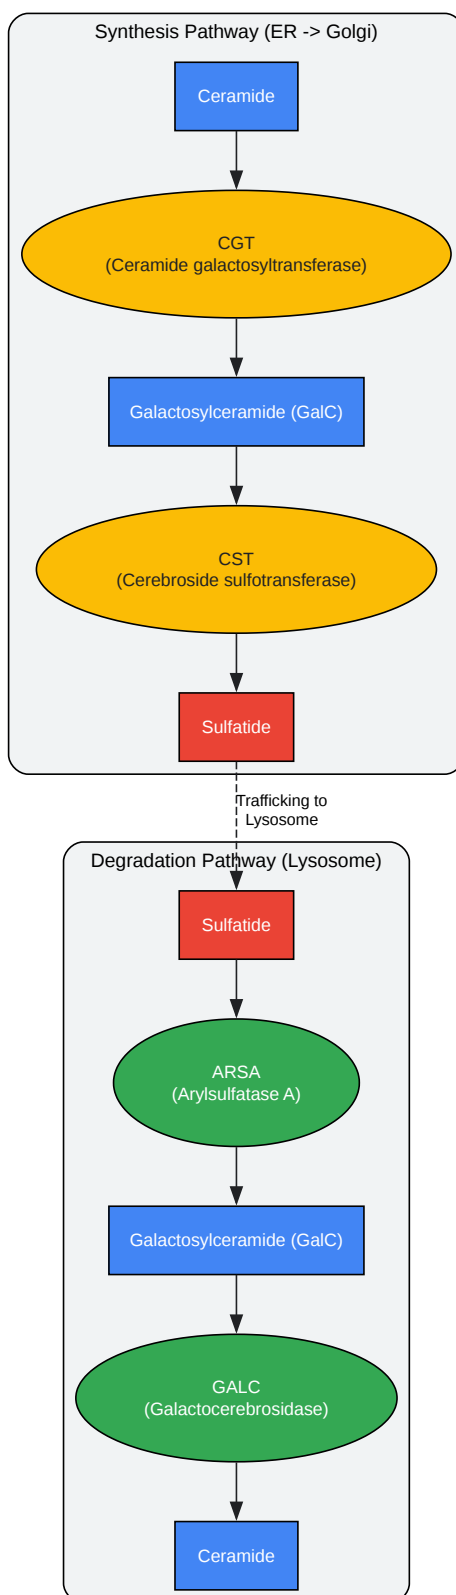 Synthesis Pathway (ER -> Golgi)
Ceramide
CGT
(Ceramide galactosyltransferase)
Galactosylceramide (GalC)
CST
(Cerebroside sulfotransferase)
Sulfatide
Trafficking to
Lysosome
Degradation Pathway (Lysosome)
Sulfatide
ARSA
(Arylsulfatase A)
Galactosylceramide (GalC)
GALC
(Galactocerebrosidase)
Ceramide